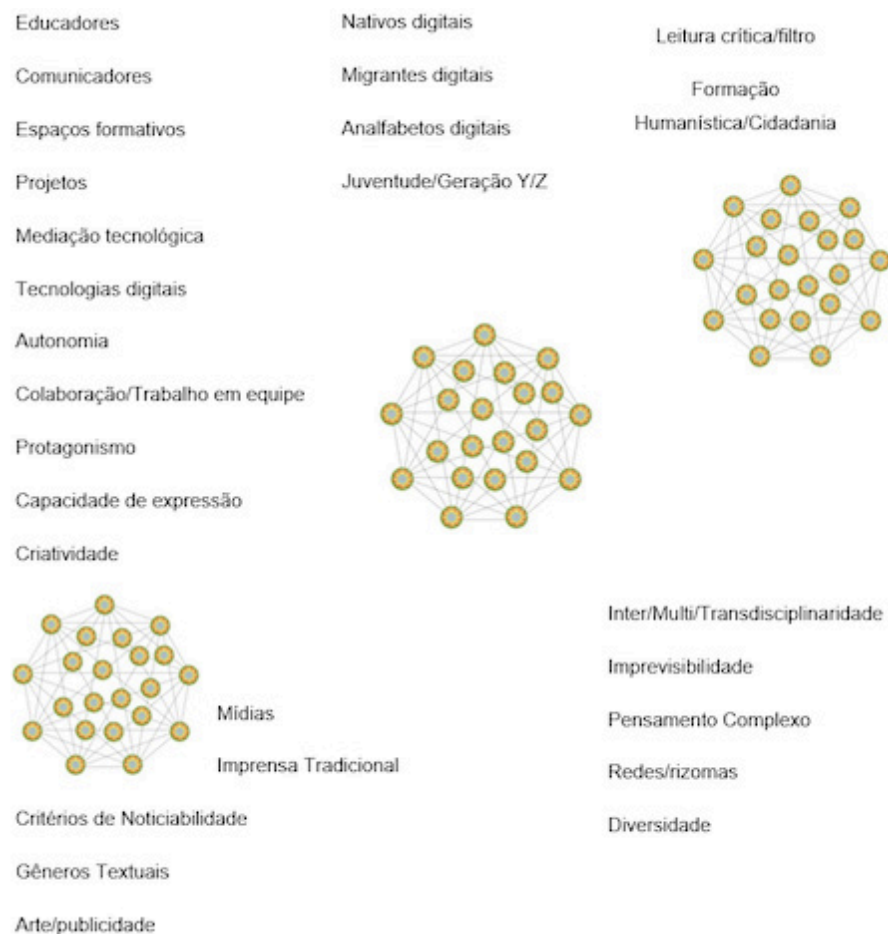 Educadores
Comunicadores
Espaços formativos
Projetos
Mediação tecnológica
Tecnologias digitais
Autonomia
Colaboração/Trabalho em equipe
Protagonismo
Capacidade de expressão
Criatividade
Nativos digitais
Migrantes digitais
Analfabetos digitais
Juventude/Geração Y/Z
Leitura crítica/filtro
Formação
Humanística/Cidadania
Mídias
Imprensa Tradicional
Critérios de Noticiabilidade
Gêneros Textuais
Arte/publicidade
Inter/Multi/Transdisciplinaridade
Imprevisibilidade
Pensamento Complexo
Redes/rizomas
Diversidade